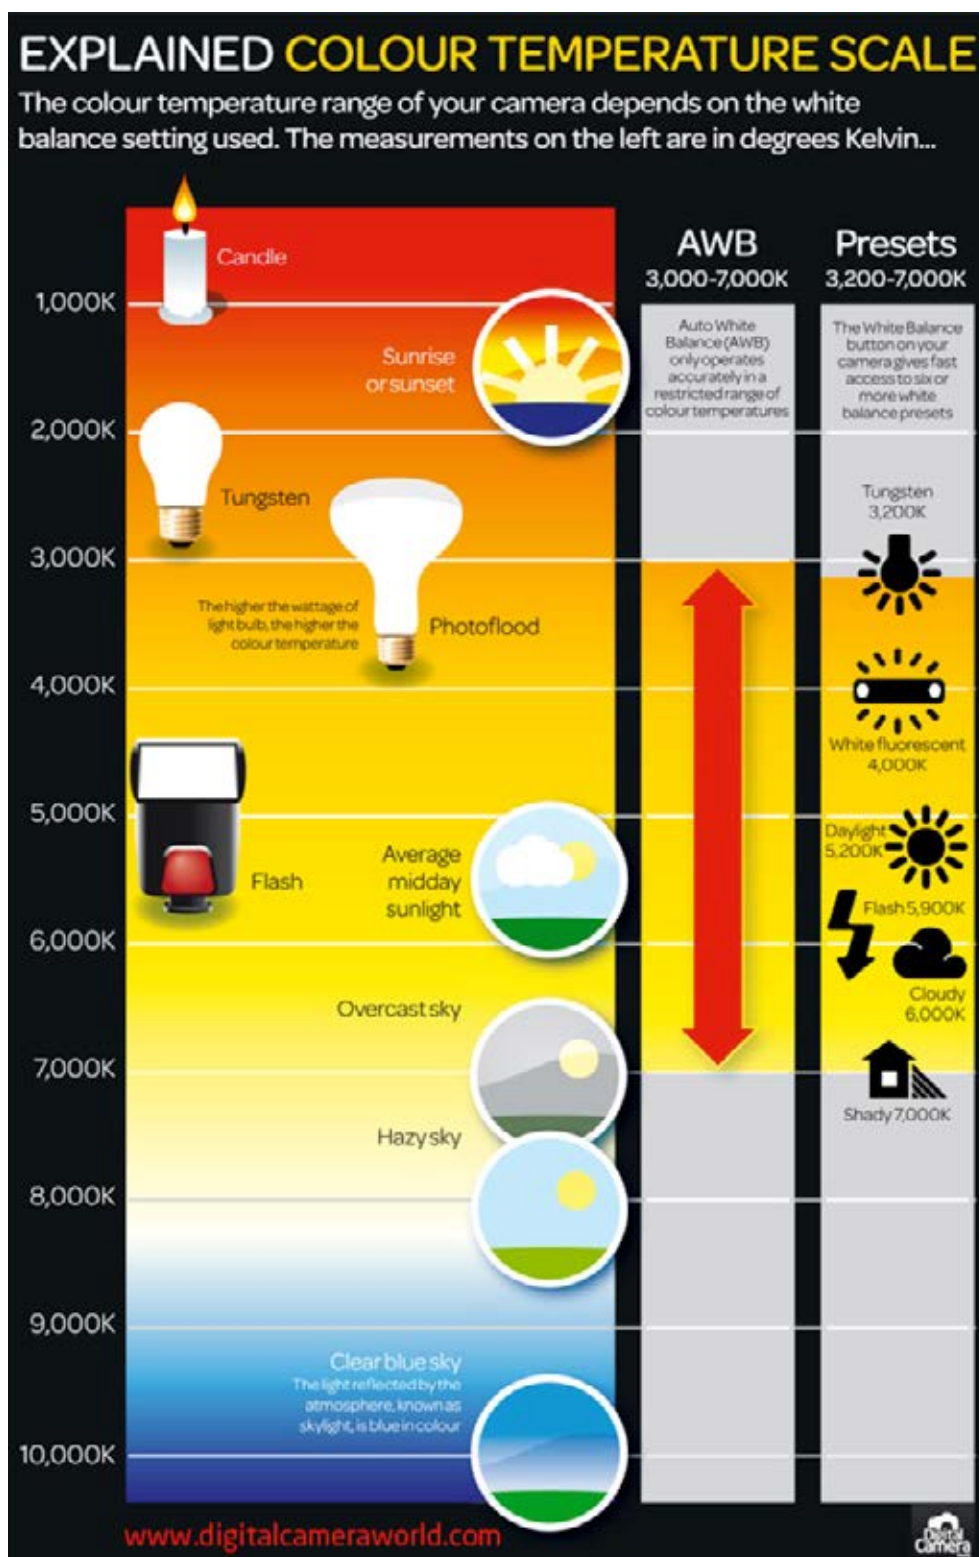 EXPLAINED COLOUR TEMPERATURE SCALE
The colour temperature range of your camera depends on the white
balance setting used. The measurements on the left are in degrees Kelvin...
Candle
1,000K
Sunrise
or sunset
2,000K
Tungsten
3,000K
The higher the wattage of
light bulb, the higher the
colour temperature
Photoflood
4,000K
5,000K
Flash
Average
midday
sunlight
6,000K
Overcast sky
7,000K
Hazy sky
8,000K
9,000K
Clear blue sky
The light reflected by the
atmosphere, known as
skylight, is blue in colour
10,000K
AWB
3,000-7,000K
Auto White
Balance (AWB)
only operates
accurately in a
restricted range of
colour temperatures
Presets
3,200-7,000K
The White Balance
button on your
camera gives fast
access to six or
more white
balance presets
Tungsten
3,200K
White fluorescent
4,000K
Daylight
5,200K
Flash 5,900K
Cloudy
6,000K
Shady 7,000K
www.digitalcameraworld.com
Digital
Camera